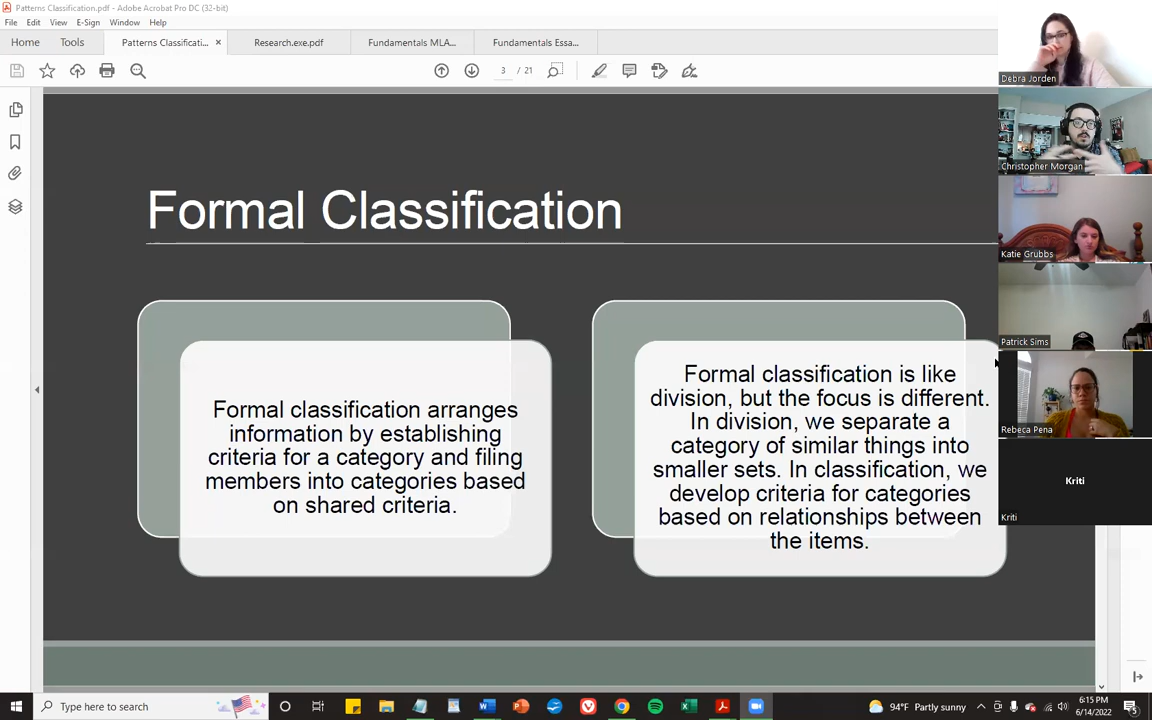 Patterns Classification.pdf - Adobe Acrobat Pro DC (32-bit)
File Edit View E-Sign Window Help
Home Tools Patterns Classificati... × Research.exe.pdf Fundamentals MLA... Fundamentals Essa...
3 / 21
Debra Jorden
Christopher Morgan
Katie Grubbs
Patrick Sims
Rebeca Pena
Kriti
Kriti
Formal Classification
Formal classification arranges
information by establishing
criteria for a category and filing
members into categories based
on shared criteria.
Formal classification is like
division, but the focus is different.
In division, we separate a
category of similar things into
smaller sets. In classification, we
develop criteria for categories
based on relationships between
the items.
Type here to search
94°F Partly sunny
6:15 PM
6/14/2022
5